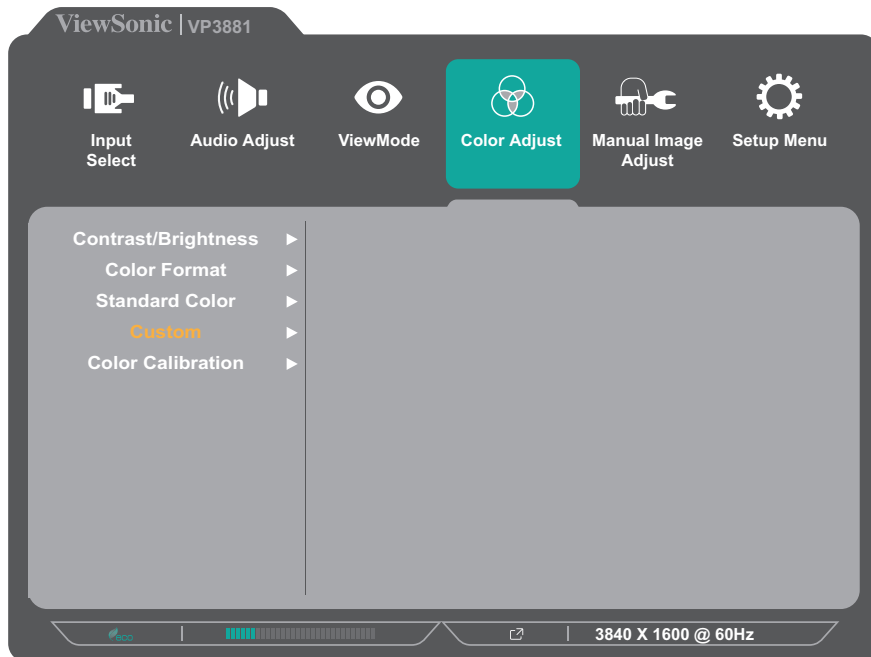 ViewSonic | VP3881
Input Select
Audio Adjust
ViewMode
Color Adjust
Manual Image Adjust
Setup Menu
Contrast/Brightness
Color Format
Standard Color
Custom
Color Calibration
eco
3840 X 1600 @ 60Hz